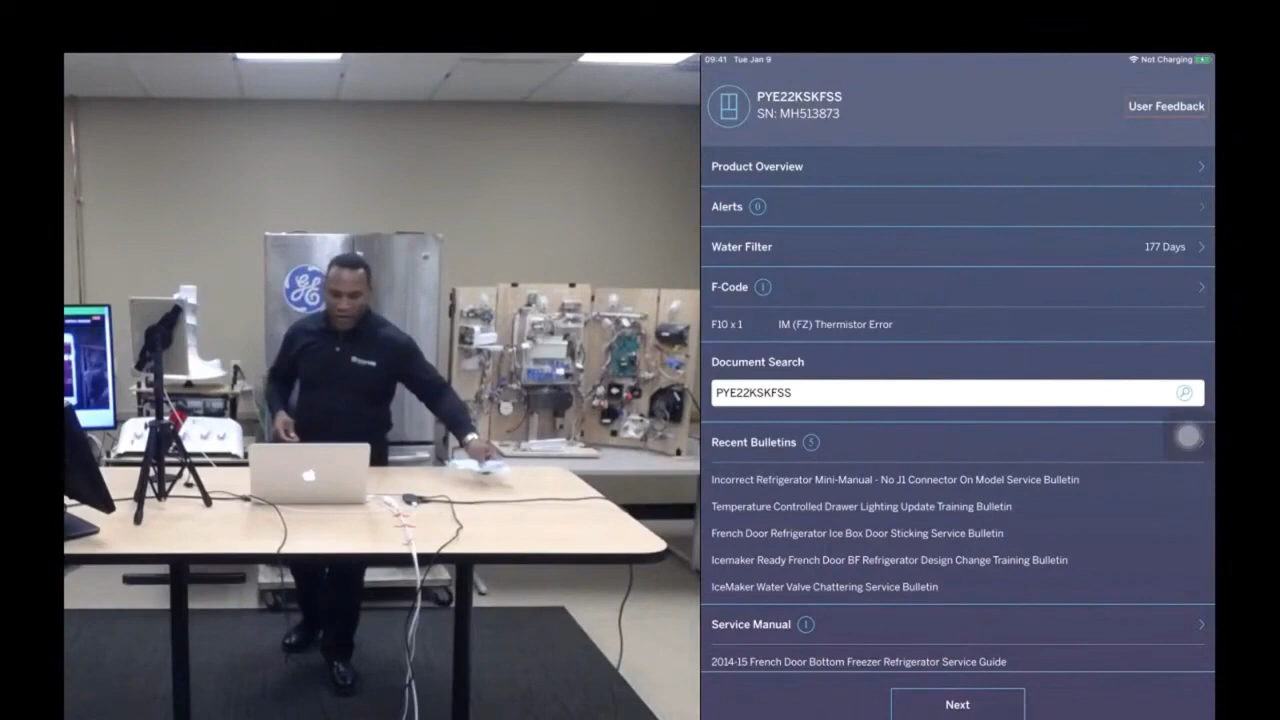 GE
09:41 Tue Jan 9
Not Charging
PYE22KSKFSS
SN: MH513873
User Feedback
Product Overview
Alerts 0
Water Filter 177 Days
F-Code 1
F10 x 1 IM (FZ) Thermistor Error
Document Search
PYE22KSKFSS
Recent Bulletins 5
Incorrect Refrigerator Mini-Manual - No J1 Connector On Model Service Bulletin
Temperature Controlled Drawer Lighting Update Training Bulletin
French Door Refrigerator Ice Box Door Sticking Service Bulletin
Icemaker Ready French Door BF Refrigerator Design Change Training Bulletin
IceMaker Water Valve Chattering Service Bulletin
Service Manual 1
2014-15 French Door Bottom Freezer Refrigerator Service Guide
Next